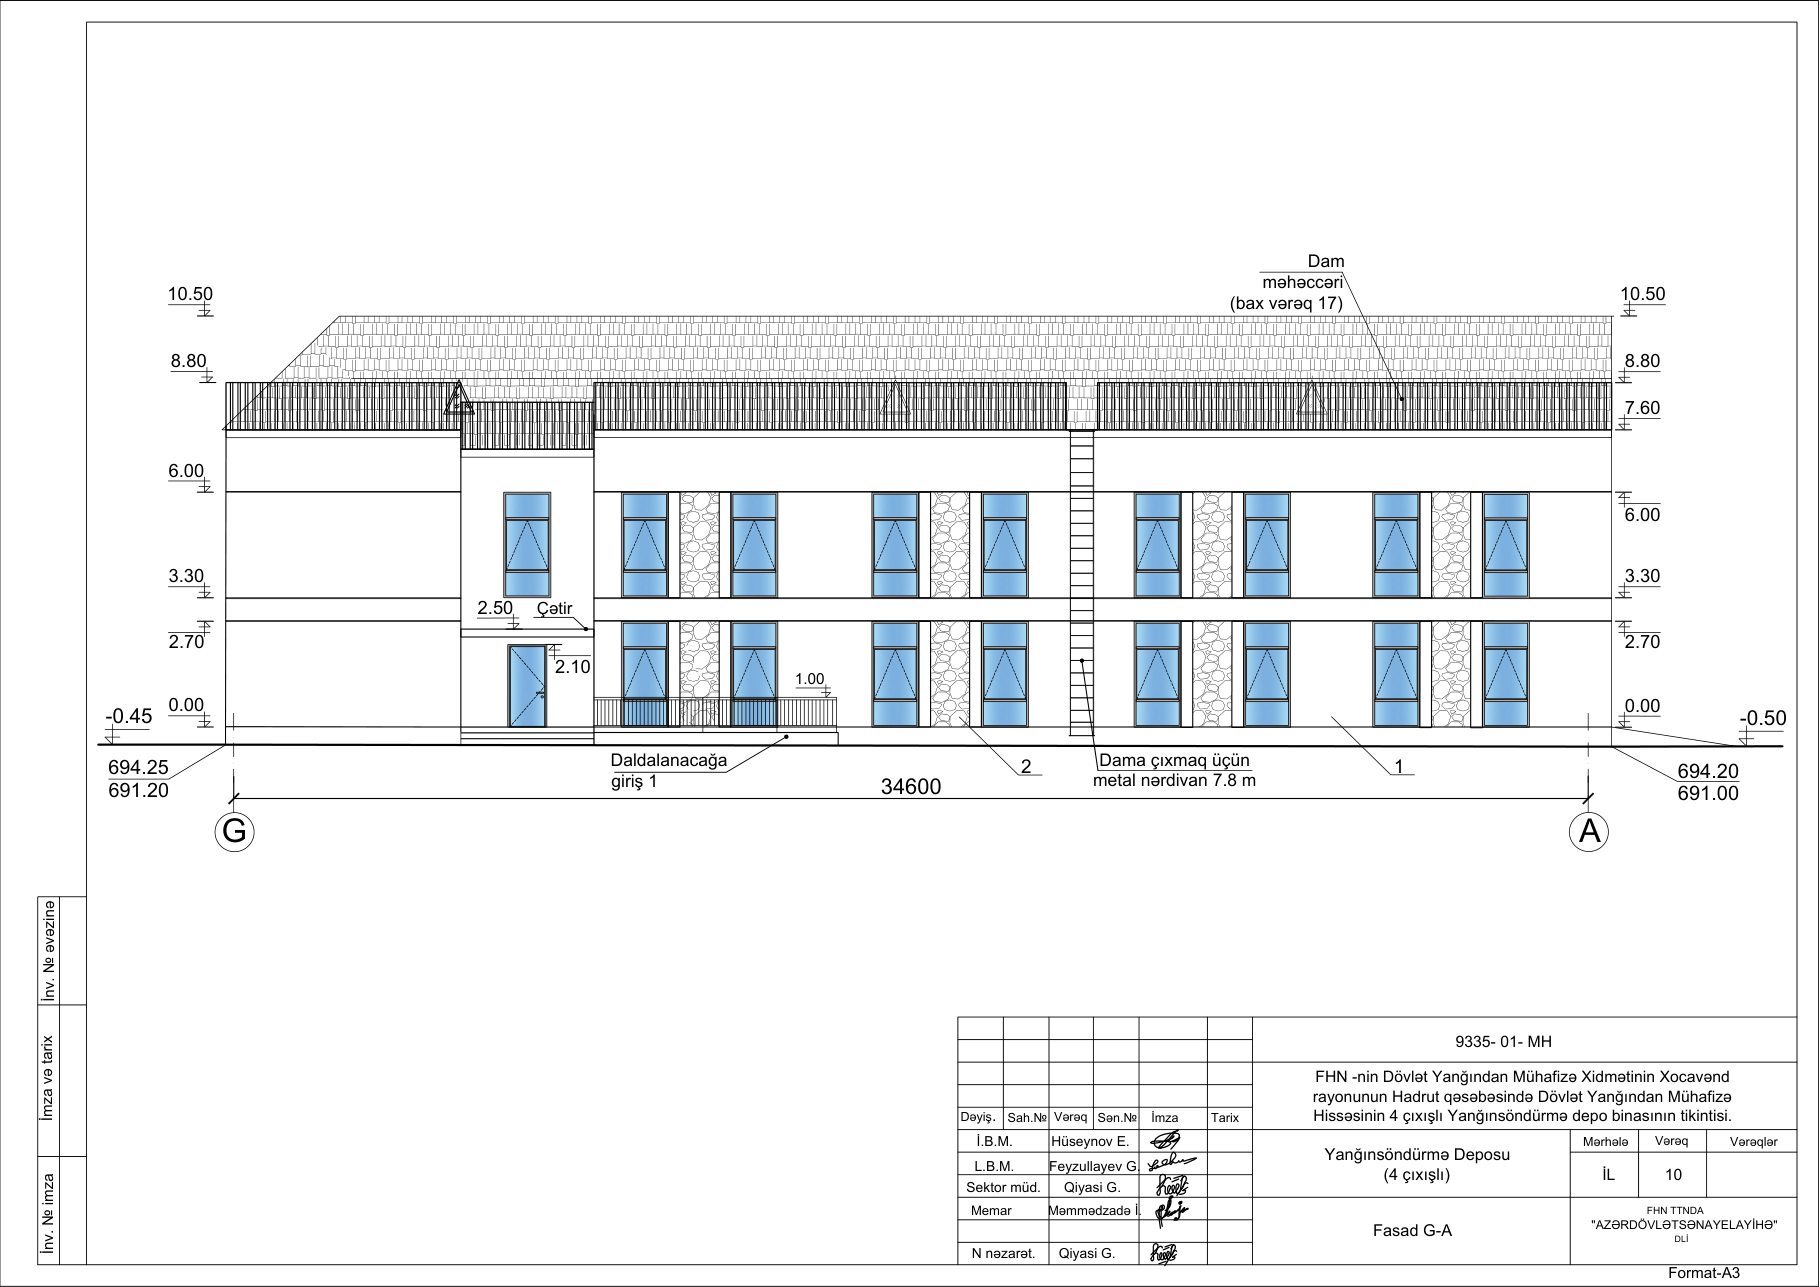 Dam
məhəccəri
(bax vərəq 17)
10.50
10.50
8.80
8.80
7.60
6.00
6.00
3.30
3.30
2.50
Çətir
2.70
2.70
2.10
1.00
0.00
0.00
-0.45
-0.50
694.25
691.20
Daldalanacağa
giriş 1
2
Dama çıxmaq üçün
metal nərdivan 7.8 m
1
694.20
691.00
34600
G
A
İnv. № əvəzinə
İmza və tarix
İnv. № imza
9335- 01- MH
FHN -nin Dövlət Yanğından Mühafizə Xidmətinin Xocavənd
rayonunun Hadrut qəsəbəsində Dövlət Yanğından Mühafizə
Hissəsinin 4 çıxışlı Yanğınsöndürmə depo binasının tikintisi.
Dəyiş. Sah.№ Vərəq Sən.№ İmza Tarix
İ.B.M. Hüseynov E.
L.B.M. Feyzullayev G.
Sektor müd. Qiyasi G.
Memar Məmmədzadə İ.
N nəzarət. Qiyasi G.
Yanğınsöndürmə Deposu
(4 çıxışlı)
Mərhələ Vərəq Vərəqlər
İL 10
Fasad G-A
FHN TTNDA
"AZƏRDÖVLƏTSƏNAYELAYİHƏ"
DLİ
Format-A3